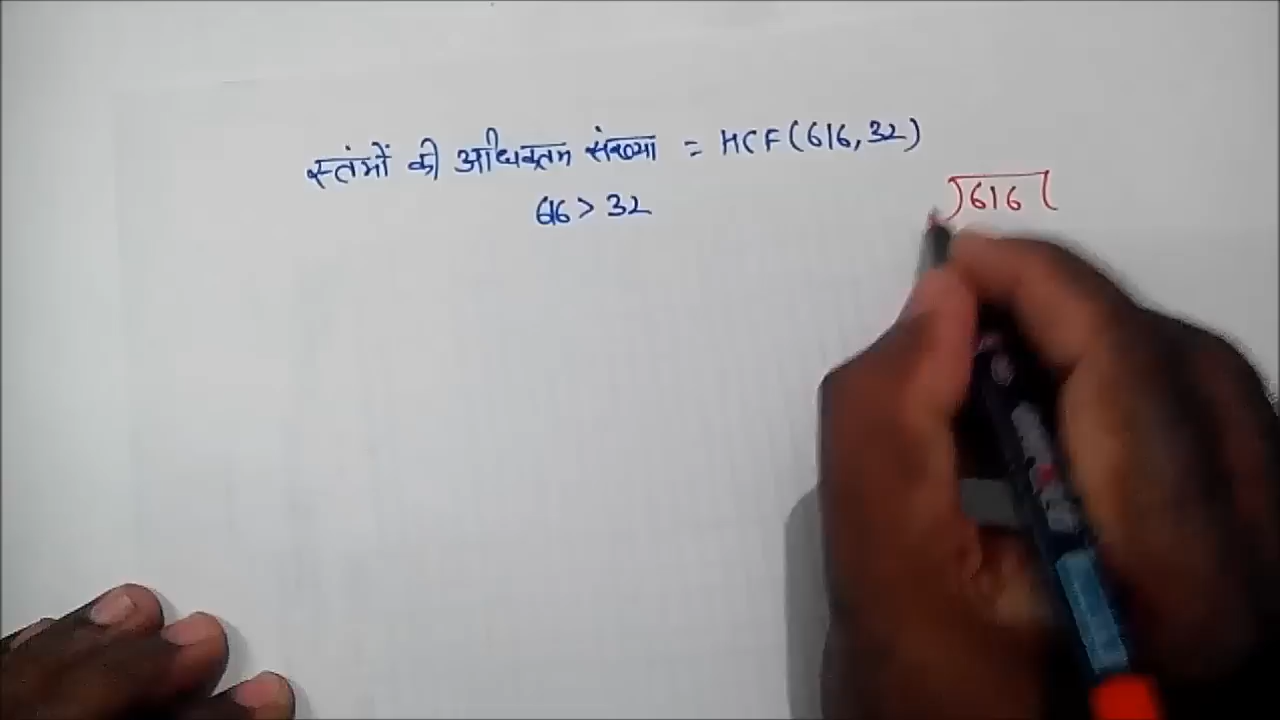 स्तंभों की अधिकतम संख्या = HCF(616,32)
616 > 32
616